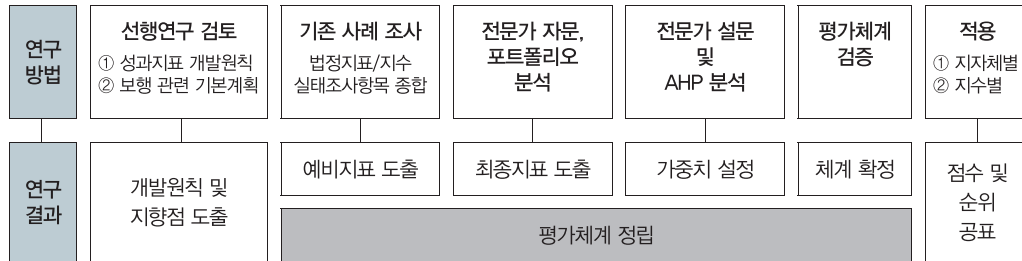 연구
방법
선행연구 검토
① 성과지표 개발원칙
② 보행 관련 기본계획
기존 사례 조사
법정지표/지수
실태조사항목 종합
전문가 자문,
포트폴리오
분석
전문가 설문
및
AHP 분석
평가체계
검증
적용
① 지자체별
② 지수별
연구
결과
개발원칙 및
지향점 도출
예비지표 도출
최종지표 도출
가중치 설정
체계 확정
평가체계 정립
점수 및
순위
공표